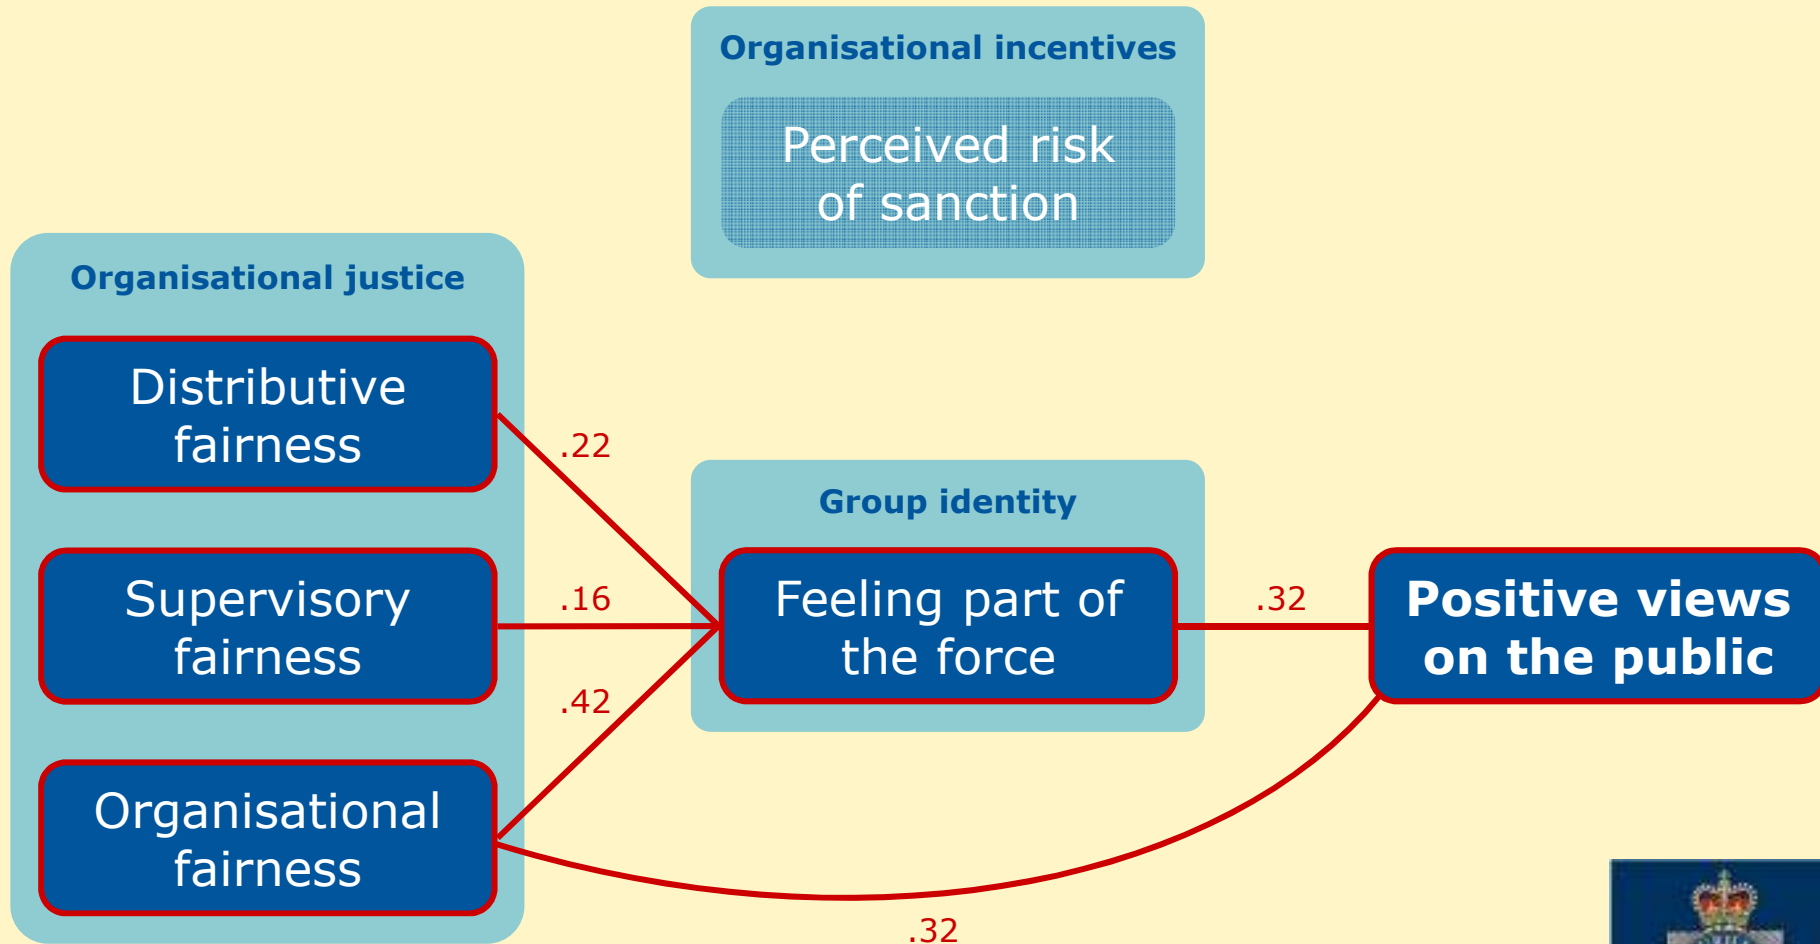 Organisational incentives
Perceived risk
of sanction
Organisational justice
Distributive
fairness
.22
Group identity
Supervisory
fairness
.16
Feeling part of
the force
.32
Positive views
on the public
.42
Organisational
fairness
.32